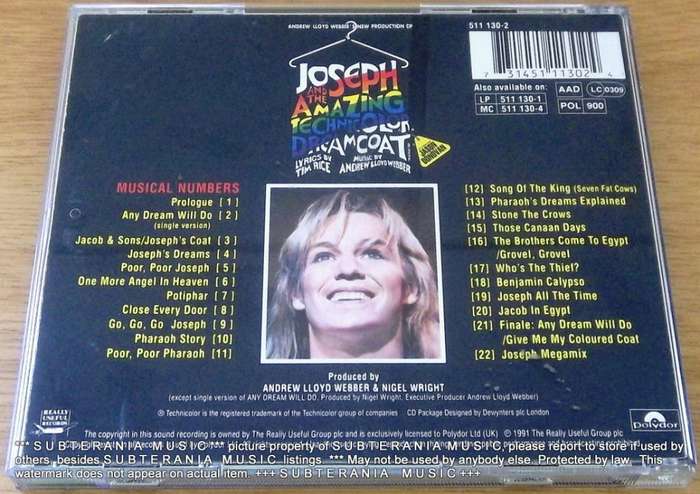 ANDREW LLOYD WEBBER'S NEW PRODUCTION OF
JOSEPH
AND THE
AMAZING
TECHNICOLOR
DREAMCOAT
LYRICS BY
TIM RICE
MUSIC BY
ANDREW LLOYD WEBBER
JASON
DONOVAN
511 130-2
7 31451 11302 4
Also available on:
LP 511 130-1
MC 511 130-4
AAD
LC 0309
POL 900
MUSICAL NUMBERS
Prologue [ 1 ]
Any Dream Will Do [ 2 ]
(single version)
Jacob & Sons/Joseph's Coat [ 3 ]
Joseph's Dreams [ 4 ]
Poor, Poor Joseph [ 5 ]
One More Angel In Heaven [ 6 ]
Poliphar [ 7 ]
Close Every Door [ 8 ]
Go, Go, Go Joseph [ 9 ]
Pharaoh Story [10]
Poor, Poor Pharaoh [11]
[12] Song Of The King (Seven Fat Cows)
[13] Pharaoh's Dreams Explained
[14] Stone The Crows
[15] Those Canaan Days
[16] The Brothers Come To Egypt
/Grovel, Grovel
[17] Who's The Thief?
[18] Benjamin Calypso
[19] Joseph All The Time
[20] Jacob In Egypt
[21] Finale: Any Dream Will Do
/Give Me My Coloured Coat
[22] Joseph Megamix
Produced by
ANDREW LLOYD WEBBER & NIGEL WRIGHT
(except single version of ANY DREAM WILL DO, Produced by Nigel Wright, Executive Producer Andrew Lloyd Webber)
® Technicolor is the registered trademark of the Technicolor group of companies CD Package Designed by Dewynters plc London
REALLY
USEFUL
RECORDS
polydor
The copyright in this sound recording is owned by The Really Useful Group plc and is exclusively licensed to Polydor Ltd (UK) ℗ 1991 The Really Useful Group plc
*** S U B T E R A N I A M U S I C *** picture property of S U B T E R A N I A M U S I C, please report to store if used by
others, besides S U B T E R A N I A M U S I C listings *** May not be used by anybody else. Protected by law. This
watermark does not appear on actual item. +++ S U B T E R A N I A M U S I C +++